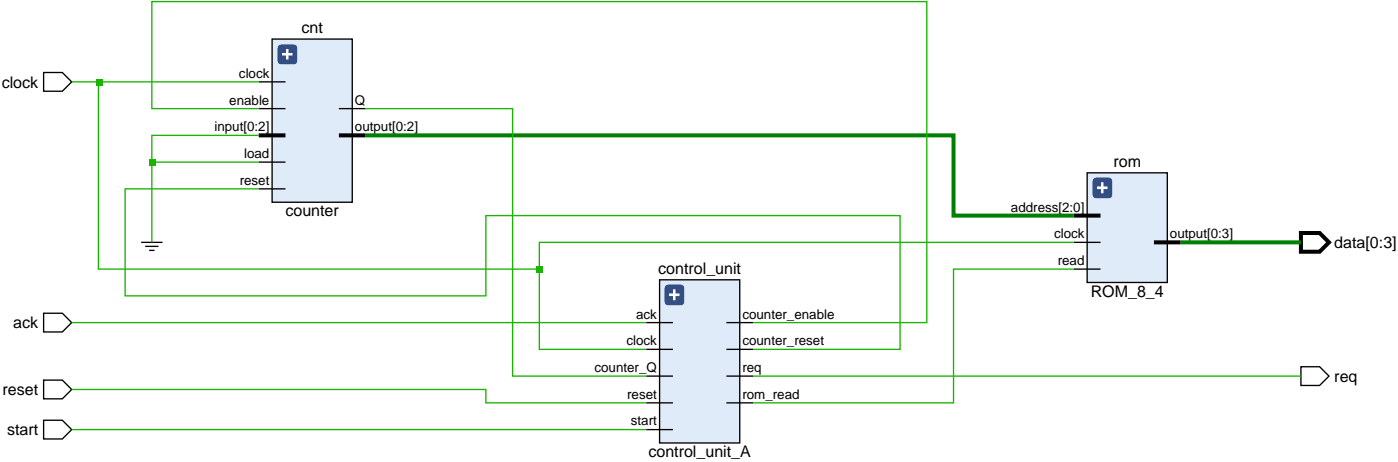 cnt
clock
clock
enable
Q
input[0:2]
output[0:2]
load
reset
counter
rom
address[2:0]
clock
output[0:3]
data[0:3]
read
ROM_8_4
control_unit
ack
ack
counter_enable
clock
counter_reset
counter_Q
req
req
reset
reset
rom_read
start
start
control_unit_A